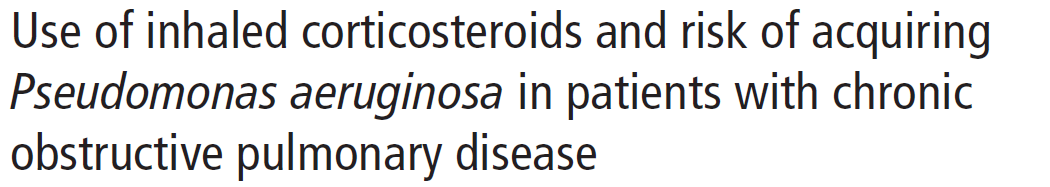 Use of inhaled corticosteroids and risk of acquiring
Pseudomonas aeruginosa in patients with chronic
obstructive pulmonary disease